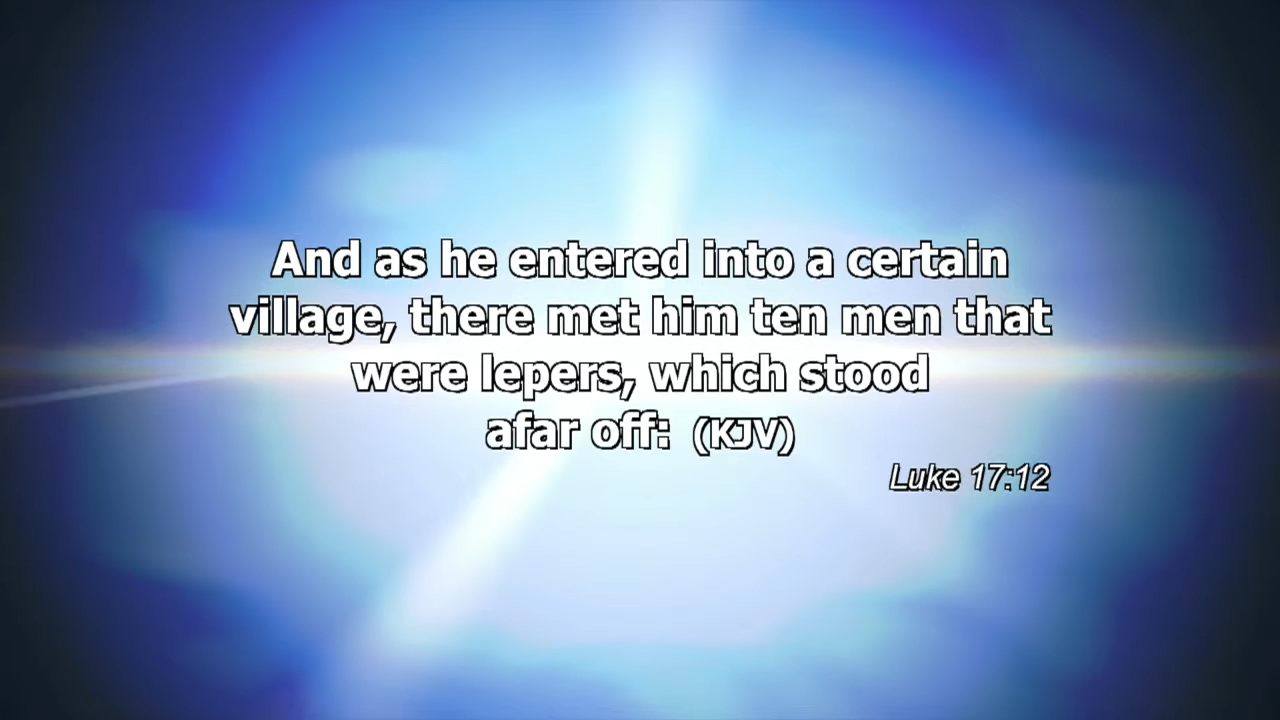 And as he entered into a certain
village, there met him ten men that
were lepers, which stood
afar off: (KJV)
Luke 17:12